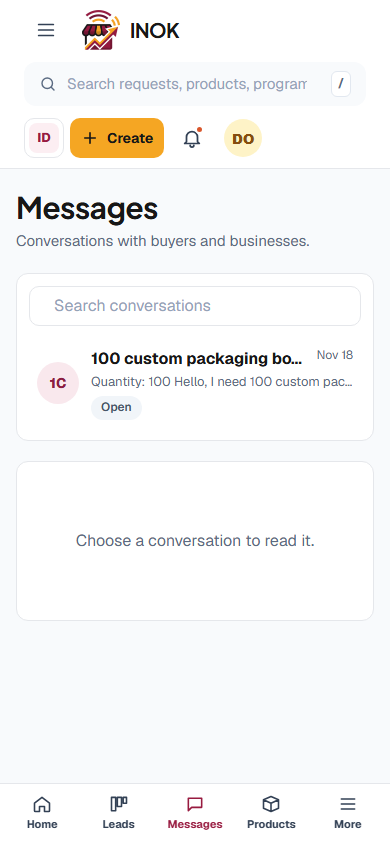 INOK
Search requests, products, program
/
ID
Create
DO
Messages
Conversations with buyers and businesses.
Search conversations
1C
100 custom packaging bo...
Nov 18
Quantity: 100 Hello, I need 100 custom pac...
Open
Choose a conversation to read it.
Home
Leads
Messages
Products
More